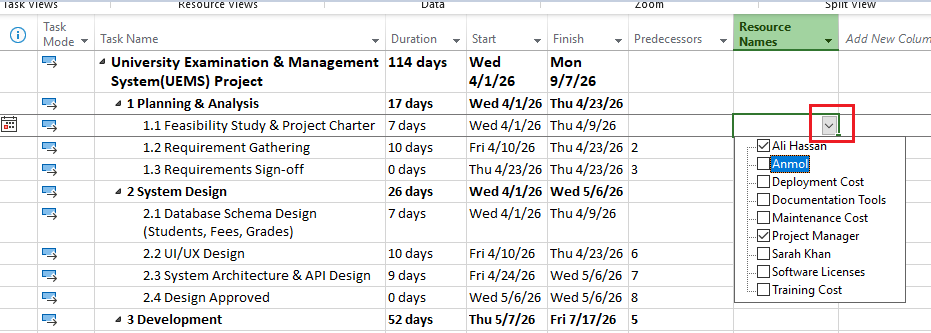 Task Views Resource Views Data Zoom Split View
Task Mode Task Name Duration Start Finish Predecessors Resource Names Add New Colum
University Examination & Management System(UEMS) Project 114 days Wed 4/1/26 Mon 9/7/26
1 Planning & Analysis 17 days Wed 4/1/26 Thu 4/23/26
1.1 Feasibility Study & Project Charter 7 days Wed 4/1/26 Thu 4/9/26
1.2 Requirement Gathering 10 days Fri 4/10/26 Thu 4/23/26 2
1.3 Requirements Sign-off 0 days Thu 4/23/26 Thu 4/23/26 3
2 System Design 26 days Wed 4/1/26 Wed 5/6/26
2.1 Database Schema Design (Students, Fees, Grades) 7 days Wed 4/1/26 Thu 4/9/26
2.2 UI/UX Design 10 days Fri 4/10/26 Thu 4/23/26 6
2.3 System Architecture & API Design 9 days Fri 4/24/26 Wed 5/6/26 7
2.4 Design Approved 0 days Wed 5/6/26 Wed 5/6/26 8
3 Development 52 days Thu 5/7/26 Fri 7/17/26 5
Ali Hassan
Anmol
Deployment Cost
Documentation Tools
Maintenance Cost
Project Manager
Sarah Khan
Software Licenses
Training Cost